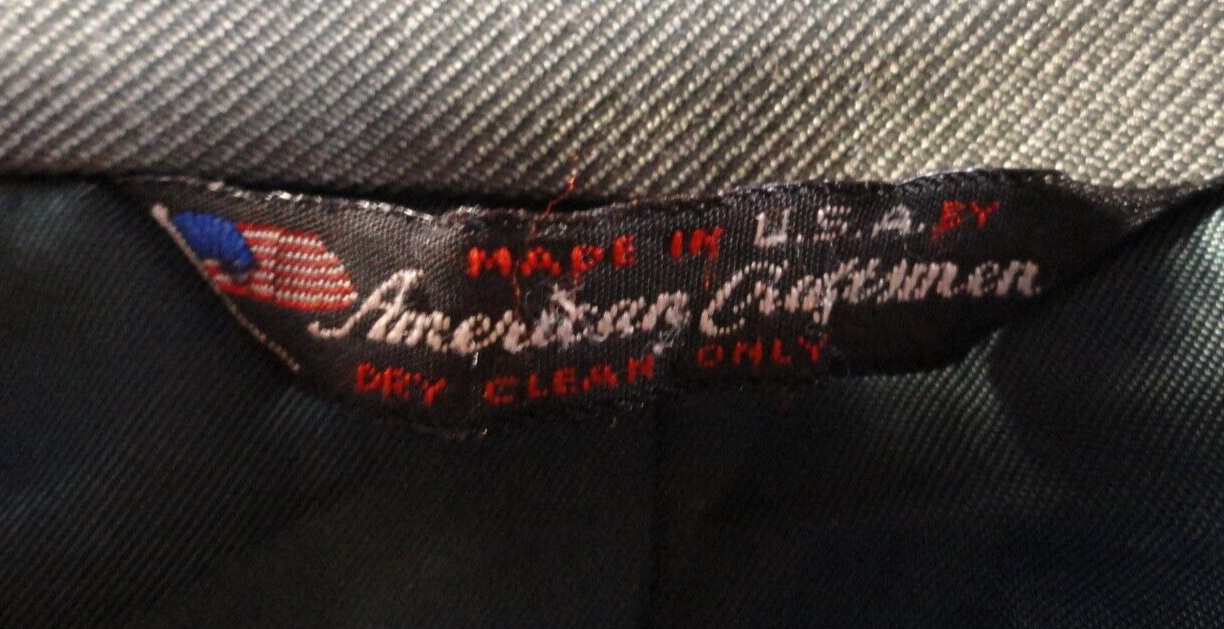 MADE IN U.S.A. BY
American Craftsmen
DRY CLEAN ONLY